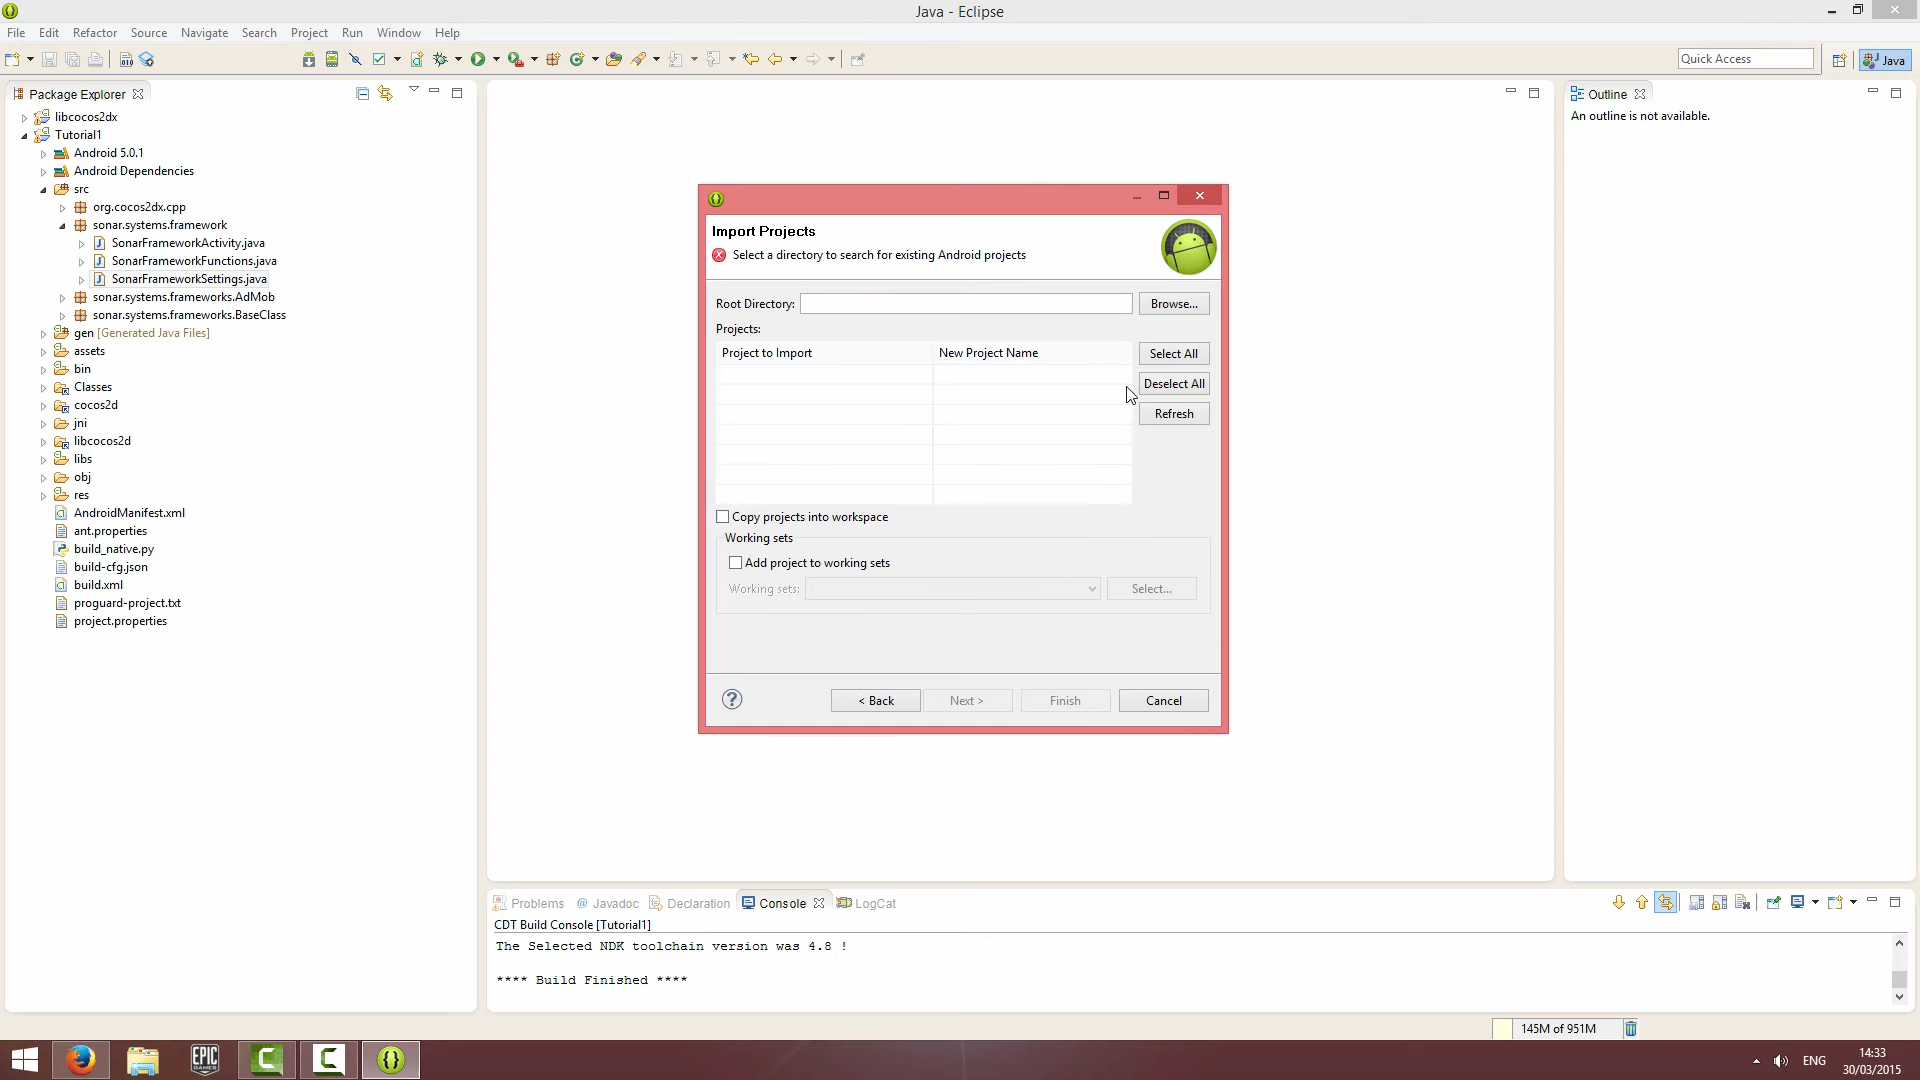 Java - Eclipse
File Edit Refactor Source Navigate Search Project Run Window Help
Quick Access
Java
Package Explorer
libcocos2dx
Tutorial1
Android 5.0.1
Android Dependencies
src
org.cocos2dx.cpp
sonar.systems.framework
SonarFrameworkActivity.java
SonarFrameworkFunctions.java
SonarFrameworkSettings.java
sonar.systems.frameworks.AdMob
sonar.systems.frameworks.BaseClass
gen [Generated Java Files]
assets
bin
Classes
cocos2d
jni
libcocos2d
libs
obj
res
AndroidManifest.xml
ant.properties
build_native.py
build-cfg.json
build.xml
proguard-project.txt
project.properties
Import Projects
Select a directory to search for existing Android projects
Root Directory:
Browse...
Projects:
Project to Import New Project Name
Select All
Deselect All
Refresh
Copy projects into workspace
Working sets
Add project to working sets
Working sets:
Select...
?
< Back Next > Finish Cancel
Outline
An outline is not available.
Problems @ Javadoc Declaration Console LogCat
CDT Build Console [Tutorial1]
The Selected NDK toolchain version was 4.8 !
**** Build Finished ****
145M of 951M
EPIC
GAMES
ENG
14:33
30/03/2015